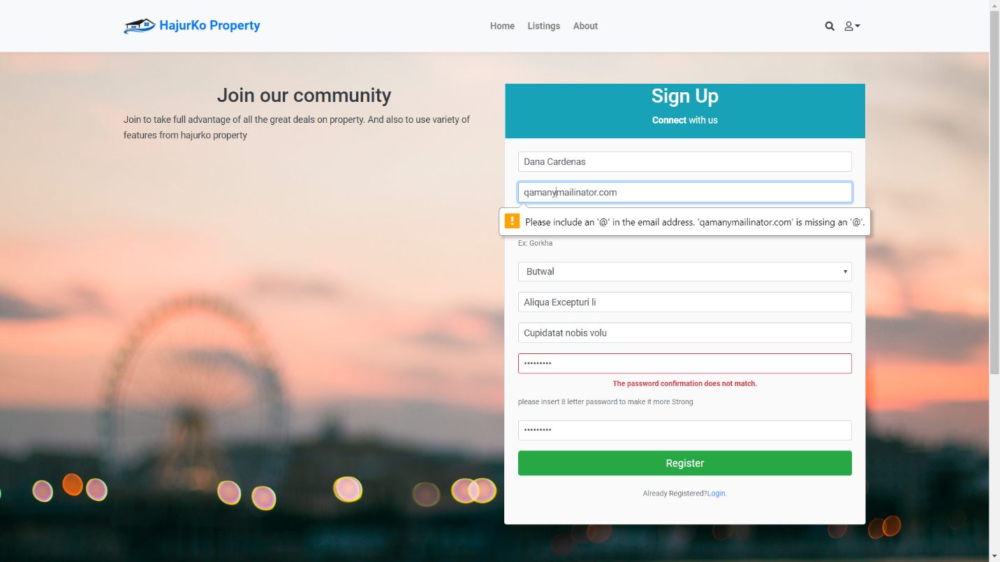 HajurKo Property
Home
Listings
About
Join our community
Join to take full advantage of all the great deals on property. And also to use variety of
features from hajurko property
Sign Up
Connect with us
Dana Cardenas
qamanymailinator.com
Please include an '@' in the email address. 'qamanymailinator.com' is missing an '@'.
Ex: Gorkha
Butwal
Aliqua Excepturi li
Cupidatat nobis volu
•••••••••
The password confirmation does not match.
please insert 8 letter password to make it more Strong
•••••••••
Register
Already Registered?Login.